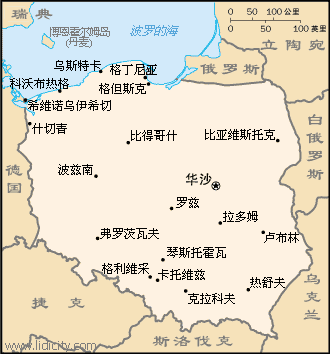 瑞典
波罗的海
0 50 100 公里
0 50 100 英里
博恩霍尔姆岛
(丹麦)
立陶宛
乌斯特卡
格丁尼亚
俄罗斯
科沃布热格
格但斯克
希维诺乌伊希切
什切青
比得哥什
比亚维斯托克
白俄罗斯
德国
波兹南
华沙
罗兹
拉多姆
弗罗茨瓦夫
卢布林
琴斯托霍瓦
格利维采
卡托维兹
热舒夫
克拉科夫
乌克兰
捷克
斯洛伐克
www.lidicity.com